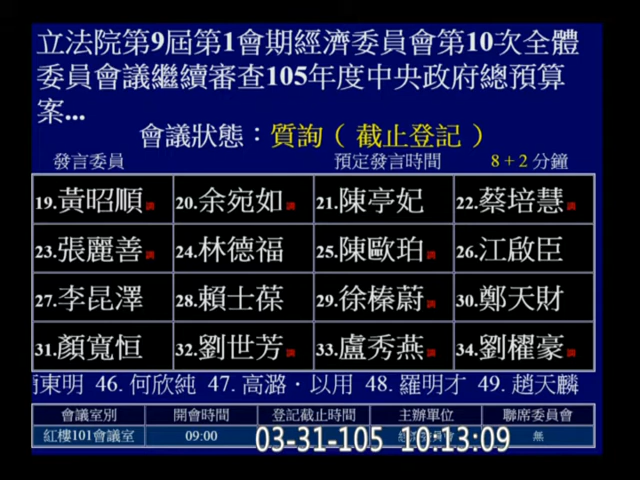 立法院第9屆第1會期經濟委員會第10次全體
委員會議繼續審查105年度中央政府總預算
案...
會議狀態：質詢（截止登記）
發言委員 預定發言時間 8+2 分鐘
19.黃昭順 20.余宛如 21.陳亭妃 22.蔡培慧
23.張麗善 24.林德福 25.陳歐珀 26.江啟臣
27.李昆澤 28.賴士葆 29.徐榛蔚 30.鄭天財
31.顏寬恒 32.劉世芳 33.盧秀燕 34.劉櫂豪
東明 46. 何欣純 47. 高潞．以用 48. 羅明才 49. 趙天麟
會議室別 開會時間 登記截止時間 主辦單位 聯席委員會
紅樓101會議室 09:00 無
03-31-105 10:13:09